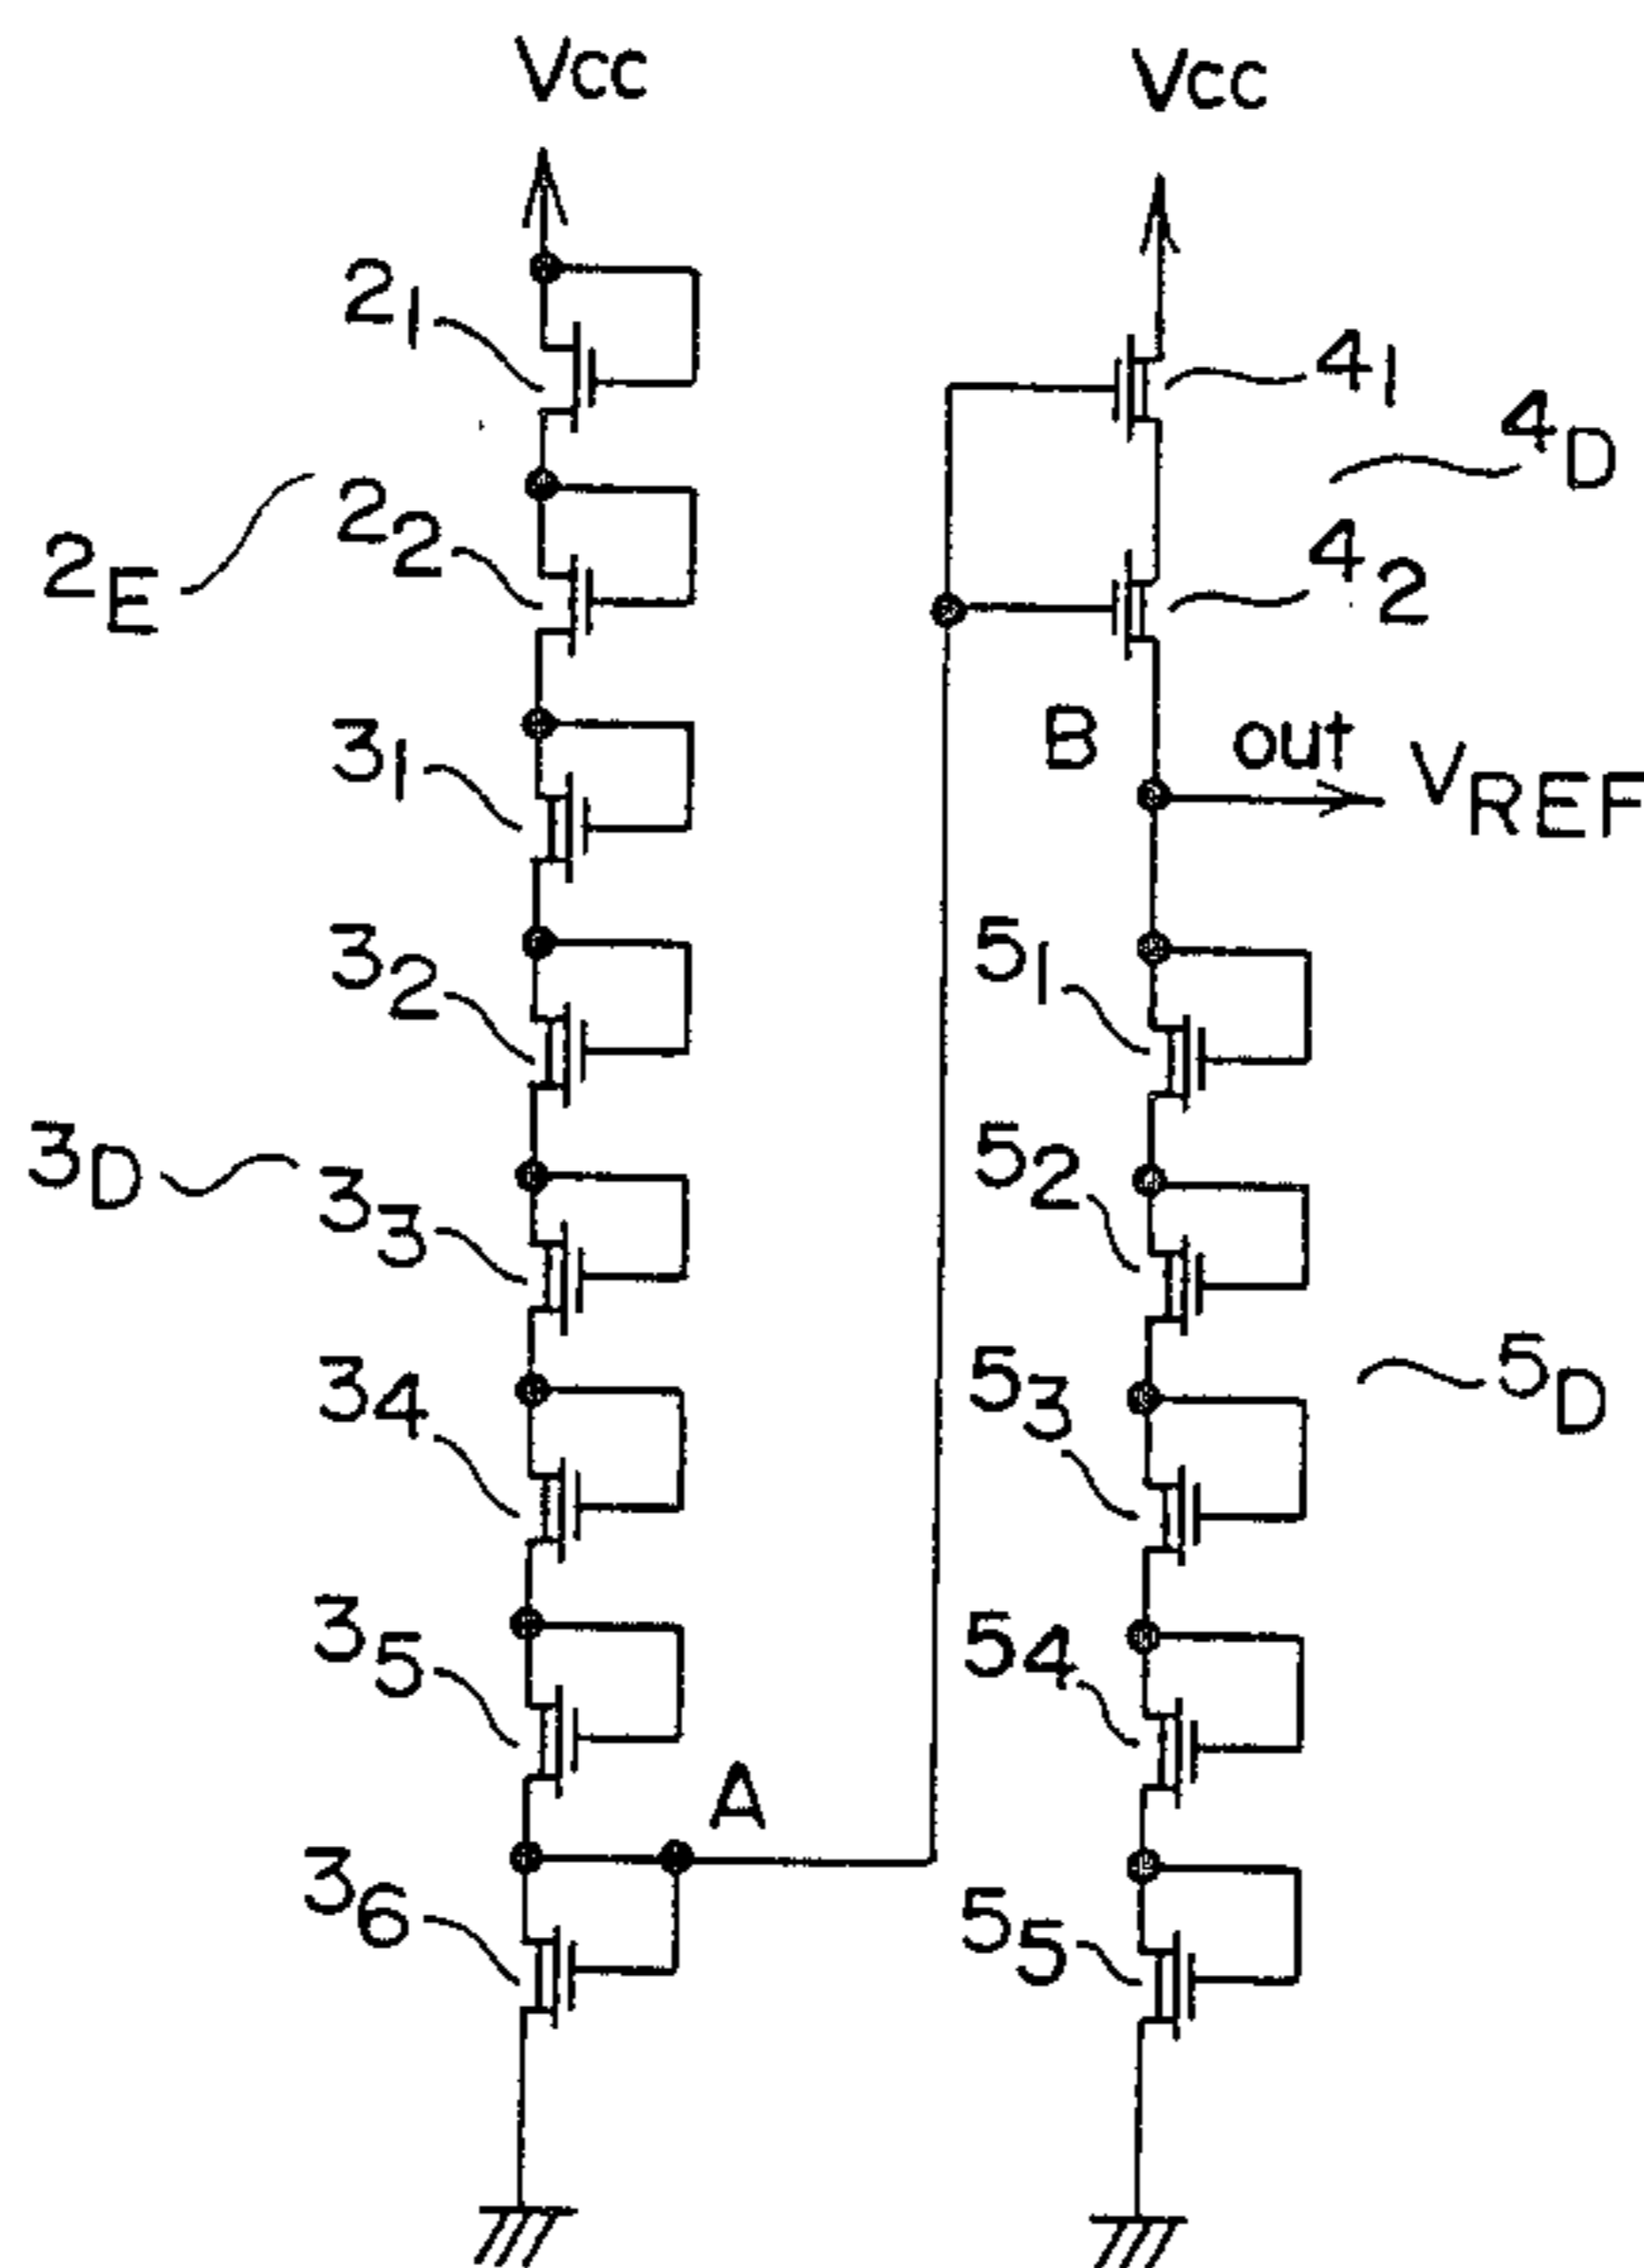 Vcc
Vcc
2₁
4₁
4D
2E
2₂
4₂
3₁
B
out
VREF
3₂
5₁
3D
3₃
5₂
3₄
5₃
5D
3₅
5₄
A
3₆
5₅